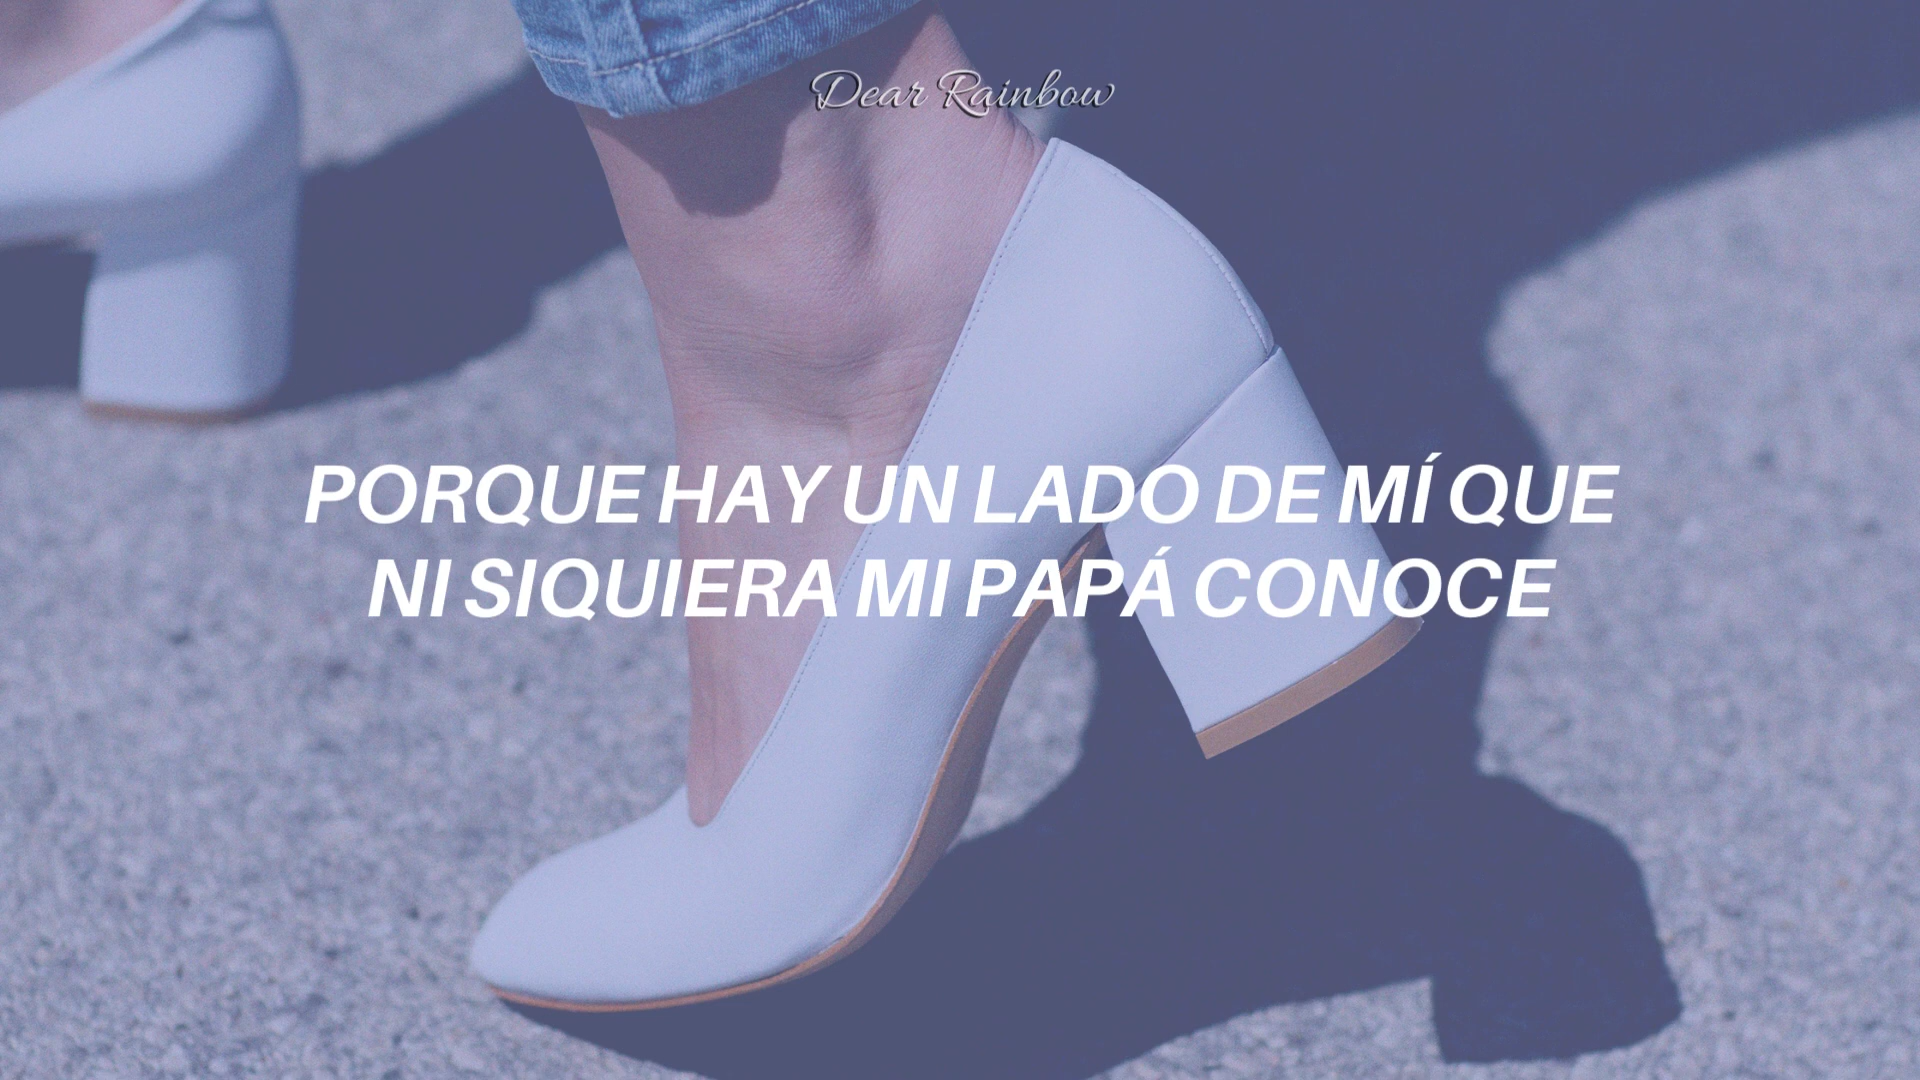 Dear Rainbow
PORQUE HAY UN LADO DE MÍ QUE
NI SIQUIERA MI PAPÁ CONOCE